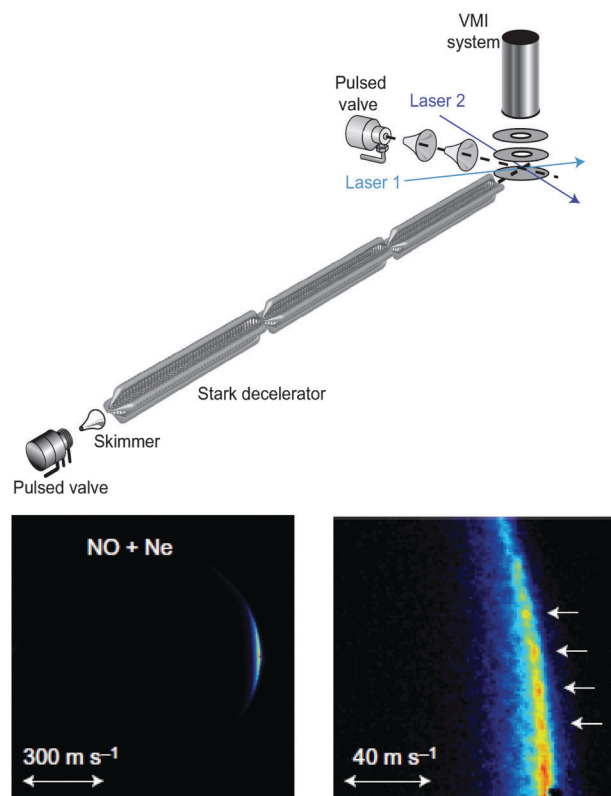 VMI
system
Pulsed
valve
Laser 2
Laser 1
Stark decelerator
Skimmer
Pulsed valve
NO + Ne
300 m s⁻¹
40 m s⁻¹